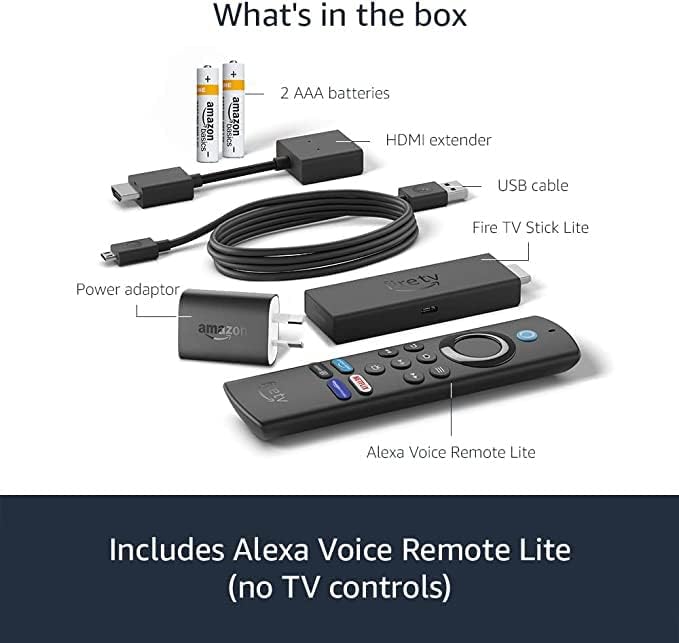 What's in the box
2 AAA batteries
amazon
basics
amazon
basics
HDMI extender
USB cable
Fire TV Stick Lite
fire tv
Power adaptor
amazon
NETFLIX
fire tv
Alexa Voice Remote Lite
Includes Alexa Voice Remote Lite
(no TV controls)